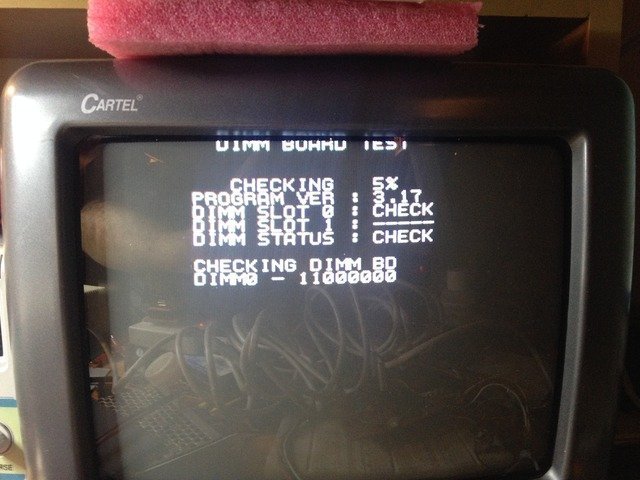 CARTEL®
DIMM BOARD TEST
CHECKING 5%
PROGRAM VER : 3.17
DIMM SLOT 0 : CHECK
DIMM SLOT 1 : ------
DIMM STATUS : CHECK
CHECKING DIMM BD
DIMM0 - 11000000